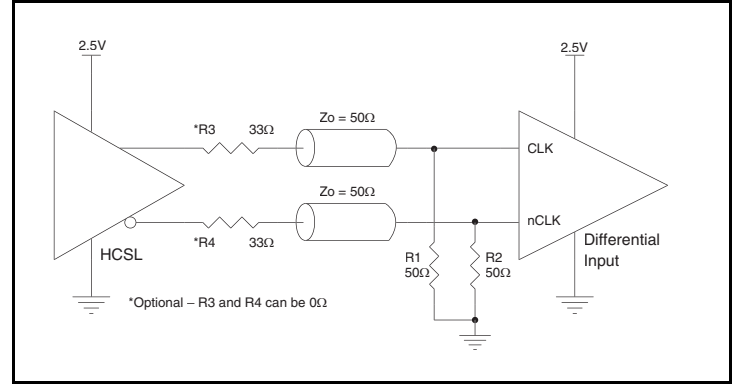 2.5V
2.5V
*R3 33Ω
Zo = 50Ω
CLK
Zo = 50Ω
nCLK
*R4 33Ω
HCSL
R1
50Ω
R2
50Ω
Differential
Input
*Optional – R3 and R4 can be 0Ω